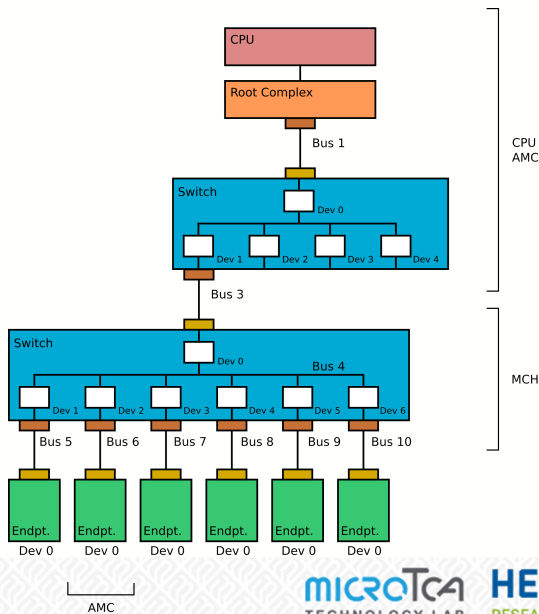 CPU
Root Complex
Bus 1
CPU
AMC
Switch
Dev 0
Dev 1
Dev 2
Dev 3
Dev 4
Bus 3
Switch
Dev 0
Bus 4
MCH
Dev 1
Dev 2
Dev 3
Dev 4
Dev 5
Dev 6
Bus 5
Bus 6
Bus 7
Bus 8
Bus 9
Bus 10
Endpt.
Endpt.
Endpt.
Endpt.
Endpt.
Endpt.
Dev 0
Dev 0
Dev 0
Dev 0
Dev 0
Dev 0
AMC
MicroTCA
HE
TECHNOLOGY LAB